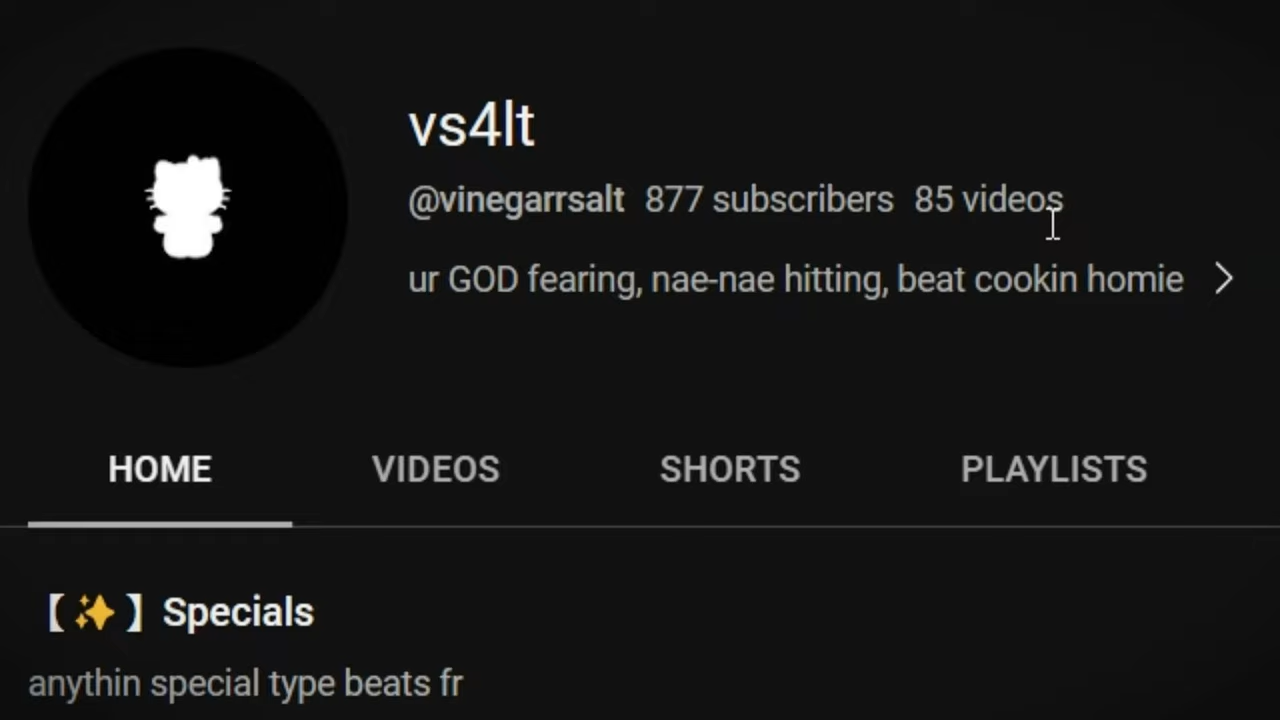 vs4lt
@vinegarrsalt 877 subscribers 85 videos
ur GOD fearing, nae-nae hitting, beat cookin homie
HOME VIDEOS SHORTS PLAYLISTS
【✨】Specials
anythin special type beats fr